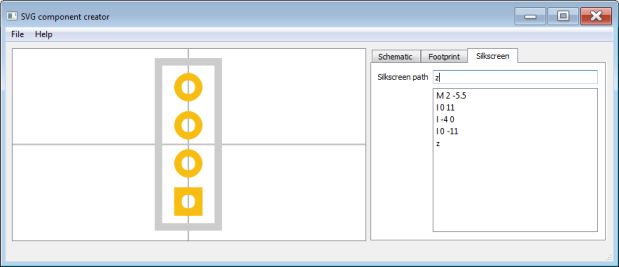 SVG component creator
File Help
Schematic Footprint Silkscreen
Silkscreen path z
M 2 -5.5
l 0 11
l -4 0
l 0 -11
z